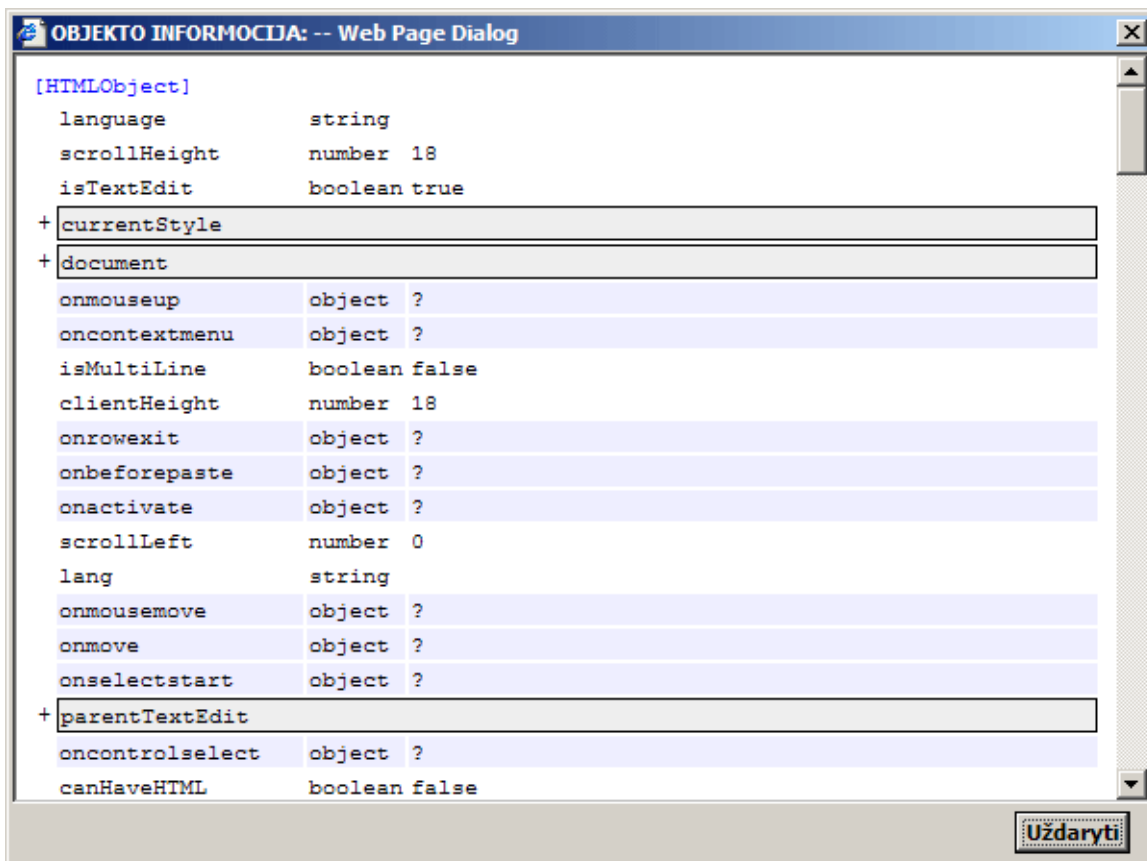 OBJEKTO INFORMOCIJA: -- Web Page Dialog
[HTMLObject]
language string
scrollHeight number 18
isTextEdit boolean true
+ currentStyle
+ document
onmouseup object ?
oncontextmenu object ?
isMultiLine boolean false
clientHeight number 18
onrowexit object ?
onbeforepaste object ?
onactivate object ?
scrollLeft number 0
lang string
onmousemove object ?
onmove object ?
onselectstart object ?
+ parentTextEdit
oncontrolselect object ?
canHaveHTML boolean false
Uždaryti